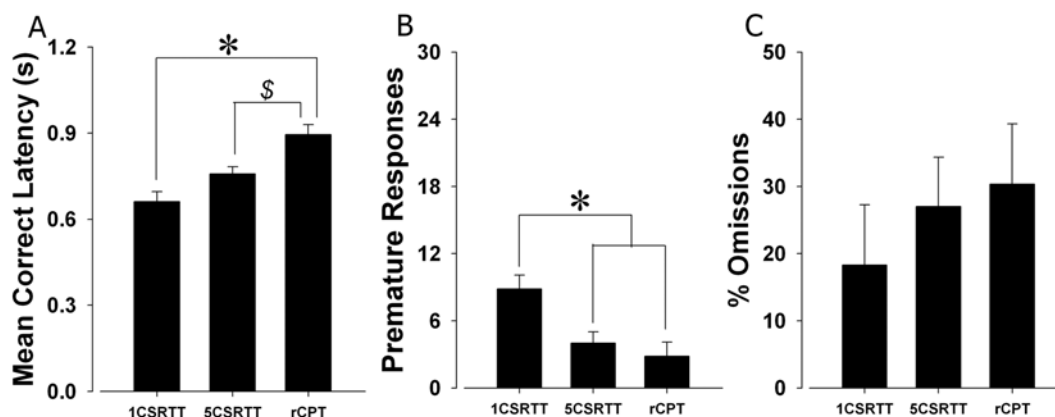 A
Mean Correct Latency (s)
1.2
0.9
0.6
0.3
0.0
*
$
1CSRTT 5CSRTT rCPT
B
Premature Responses
30
24
18
12
6
0
*
1CSRTT 5CSRTT rCPT
C
% Omissions
50
40
30
20
10
0
1CSRTT 5CSRTT rCPT